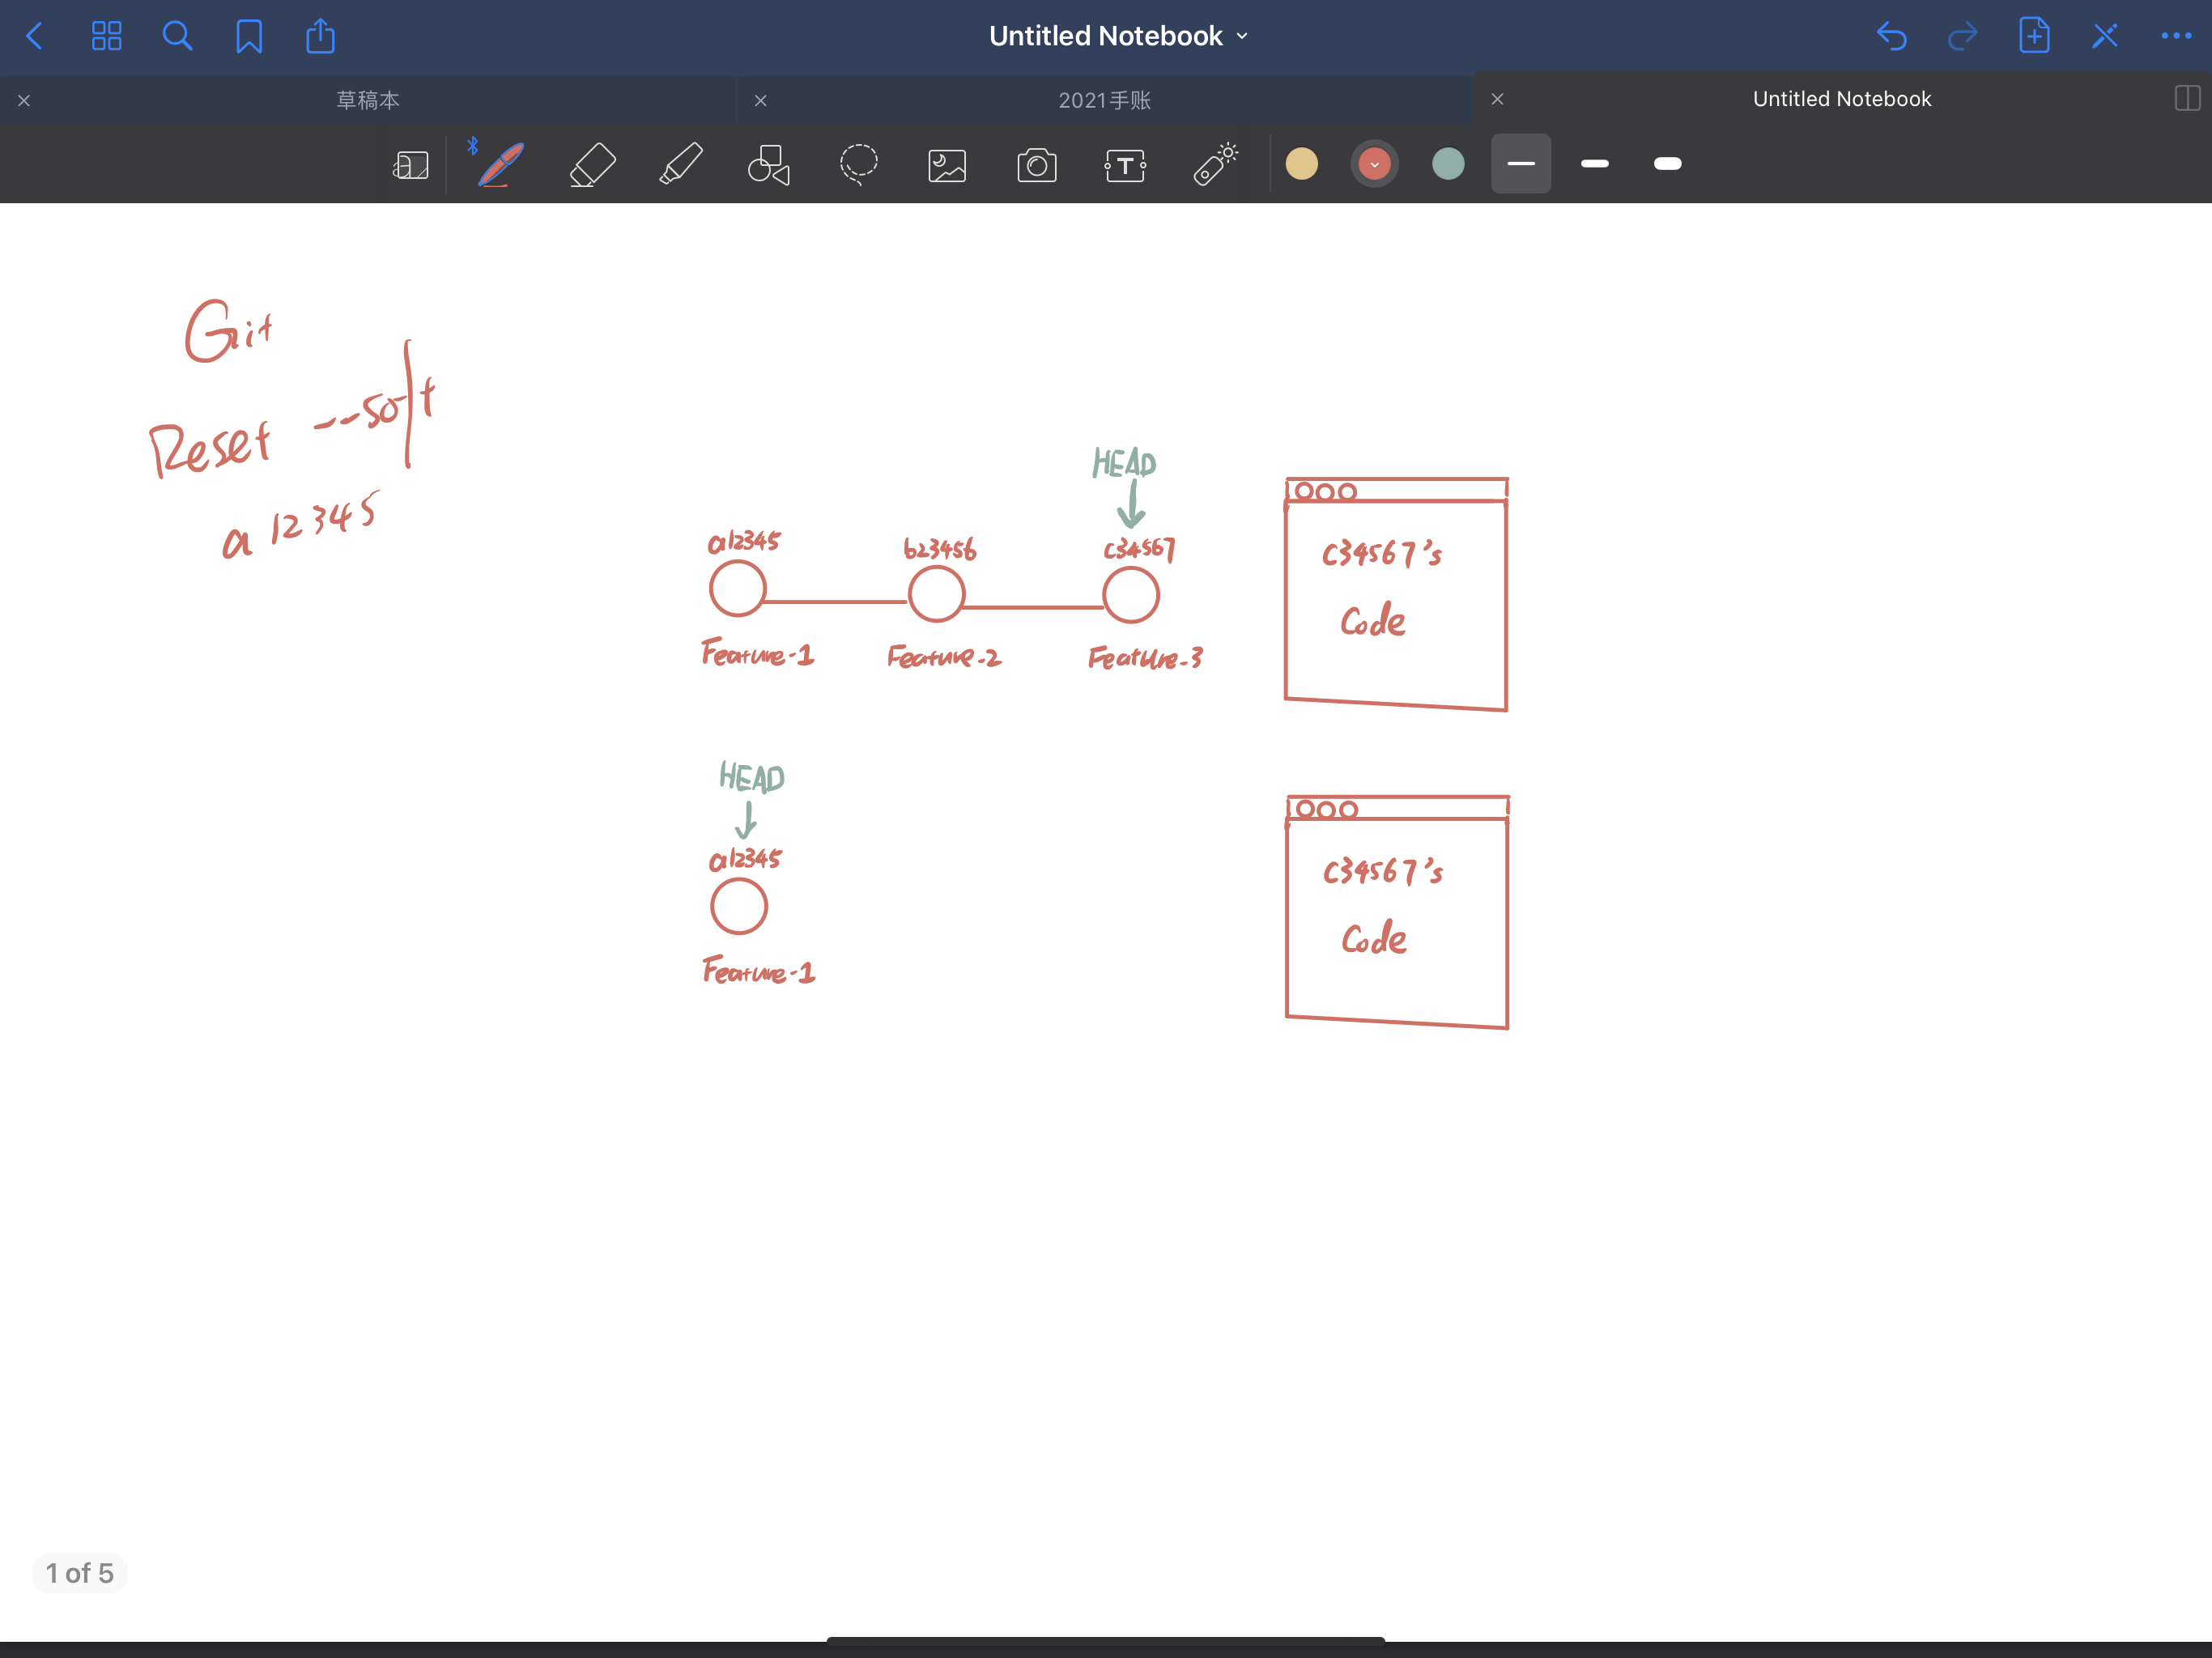 Untitled Notebook
草稿本
2021手账
Untitled Notebook
Git
Reset --soft
a12345
HEAD
a12345
b23456
c34567
Feature-1
Feature-2
Feature-3
c34567's
Code
HEAD
a12345
Feature-1
c34567's
Code
1 of 5